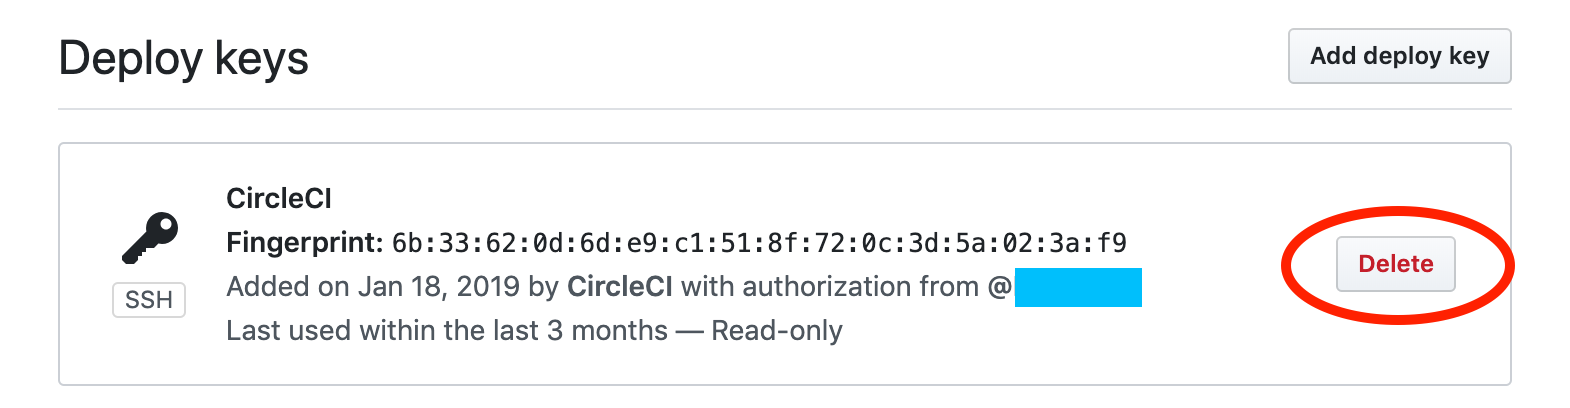 Deploy keys
Add deploy key
CircleCI
Fingerprint: 6b:33:62:0d:6d:e9:c1:51:8f:72:0c:3d:5a:02:3a:f9
SSH
Added on Jan 18, 2019 by CircleCI with authorization from @
Last used within the last 3 months — Read-only
Delete